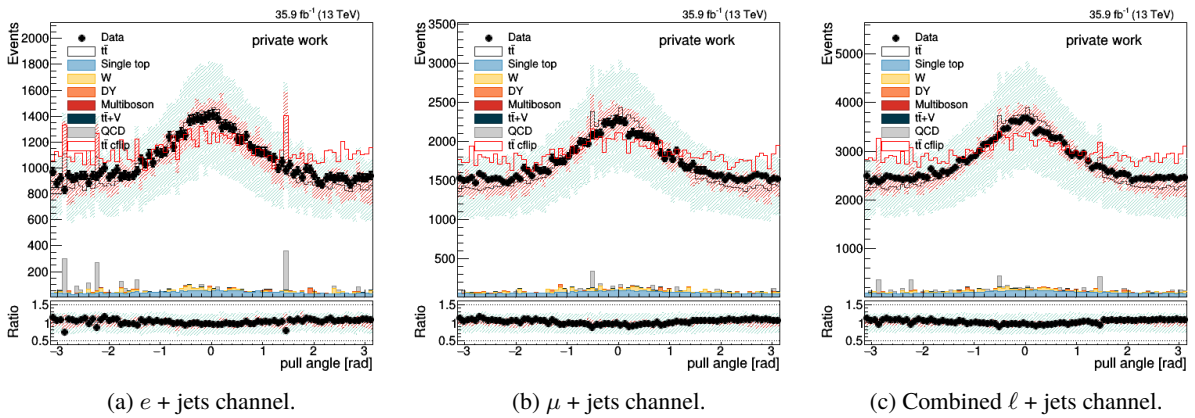 35.9 fb⁻¹ (13 TeV)
Events
2000
1800
1600
1400
1200
1000
800
600
400
200
private work
Data
tt̄
Single top
W
DY
Multiboson
tt̄+V
QCD
tt̄ cflip
Ratio
1.5
1
0.5
−3 −2 −1 0 1 2 3
pull angle [rad]
35.9 fb⁻¹ (13 TeV)
Events
3500
3000
2500
2000
1500
1000
500
private work
Data
tt̄
Single top
W
DY
Multiboson
tt̄+V
QCD
tt̄ cflip
Ratio
1.5
1
0.5
−3 −2 −1 0 1 2 3
pull angle [rad]
35.9 fb⁻¹ (13 TeV)
Events
5000
4000
3000
2000
1000
private work
Data
tt̄
Single top
W
DY
Multiboson
tt̄+V
QCD
tt̄ cflip
Ratio
1.5
1
0.5
−3 −2 −1 0 1 2 3
pull angle [rad]
(a) e + jets channel.
(b) μ + jets channel.
(c) Combined ℓ + jets channel.